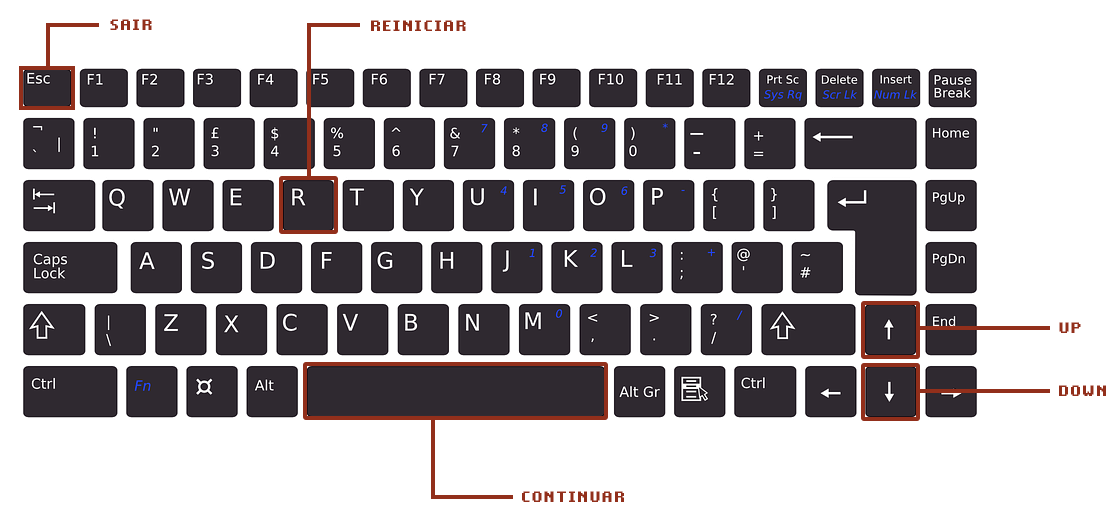 SAIR
REINICIAR
Esc F1 F2 F3 F4 F5 F6 F7 F8 F9 F10 F11 F12 Prt Sc Delete Insert Pause
Sys Rq Scr Lk Num Lk Break
¬ | ! " £ $ % ^ & 7 * 8 ( 9 ) * — + Home
` 1 2 3 4 5 6 7 8 9 0 - =
Q W E R T Y U 4 I 5 O 6 P - { } PgUp
[ ]
Caps A S D F G H J 1 K 2 L 3 : + @ ~ PgDn
Lock ; ' #
| Z X C V B N M 0 < > ? / End
\ , . /
UP
Ctrl Fn Alt Alt Gr Ctrl
DOWN
CONTINUAR